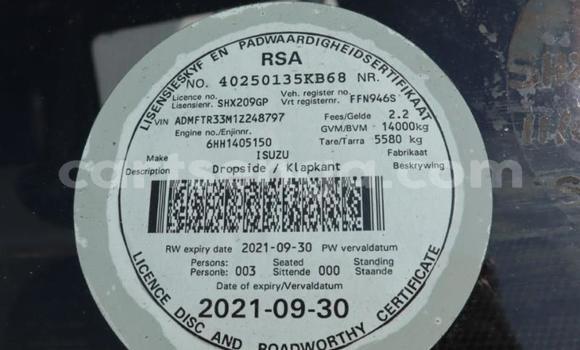 LISENSIESKYF EN PADWAARDIGHEIDSERTIFIKAAT
RSA
NO. 40250135KB68 NR.
Licence no. Veh. register no.
Lisensienr. SHX209GP Vrt registernr. FFN946S
VIN ADMFTR33M12248797 Fees/Gelde 2.2
Engine no./Enjinnr. GVM/BVM 14000kg
6HH1405150 Tare/Tarra 5580 kg
Make ISUZU Fabrikaat
Description Dropside / Klapkant Beskrywing
RW expiry date 2021-09-30 PW vervaldatum
Persons: Seated Standing
Persone: 003 Sittende 000 Staande
Date of expiry/Vervaldatum
2021-09-30
LICENCE DISC AND ROADWORTHY CERTIFICATE